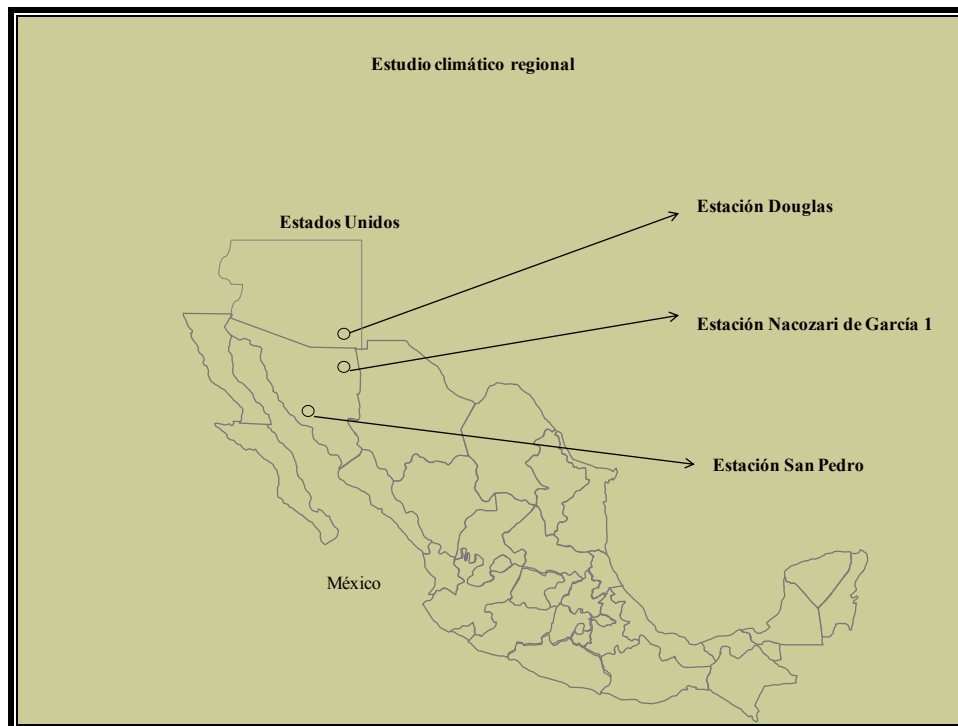 Estudio climático regional
Estación Douglas
Estados Unidos
Estación Nacozari de García 1
Estación San Pedro
México